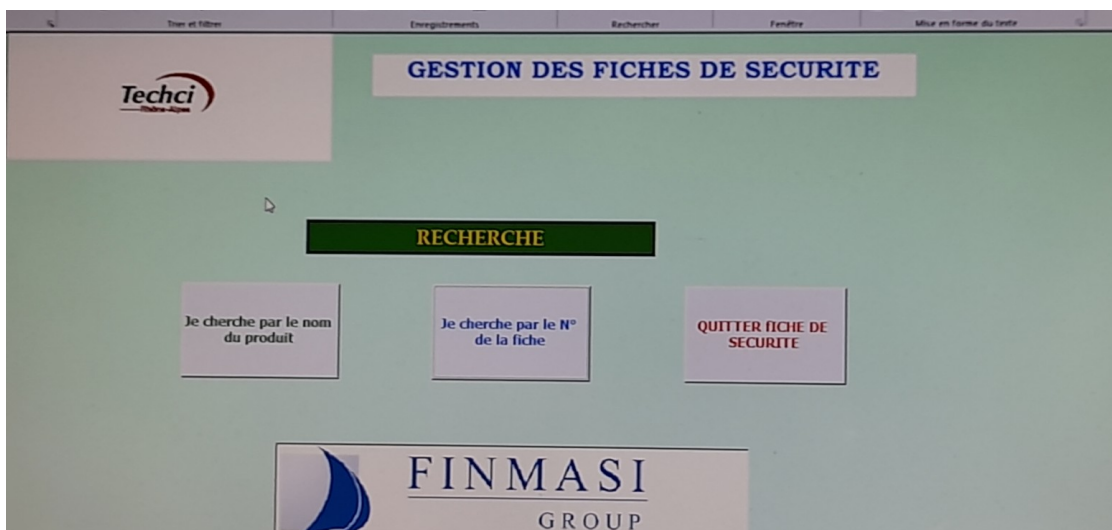 Trier et filtrer
Enregistrements
Rechercher
Fenêtre
Mise en forme du texte
Techci
Rhône-Alpes
GESTION DES FICHES DE SECURITE
RECHERCHE
Je cherche par le nom
du produit
Je cherche par le N°
de la fiche
QUITTER FICHE DE
SECURITE
FINMASI
GROUP